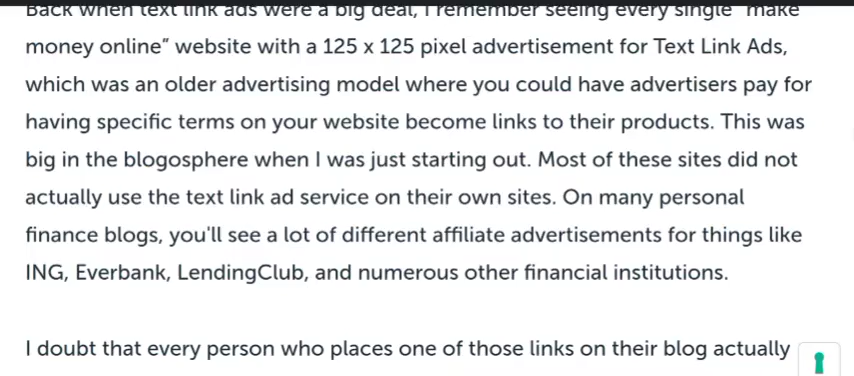 Back when text link ads were a big deal, I remember seeing every single "make
money online” website with a 125 x 125 pixel advertisement for Text Link Ads,
which was an older advertising model where you could have advertisers pay for
having specific terms on your website become links to their products. This was
big in the blogosphere when I was just starting out. Most of these sites did not
actually use the text link ad service on their own sites. On many personal
finance blogs, you'll see a lot of different affiliate advertisements for things like
ING, Everbank, LendingClub, and numerous other financial institutions.
I doubt that every person who places one of those links on their blog actually